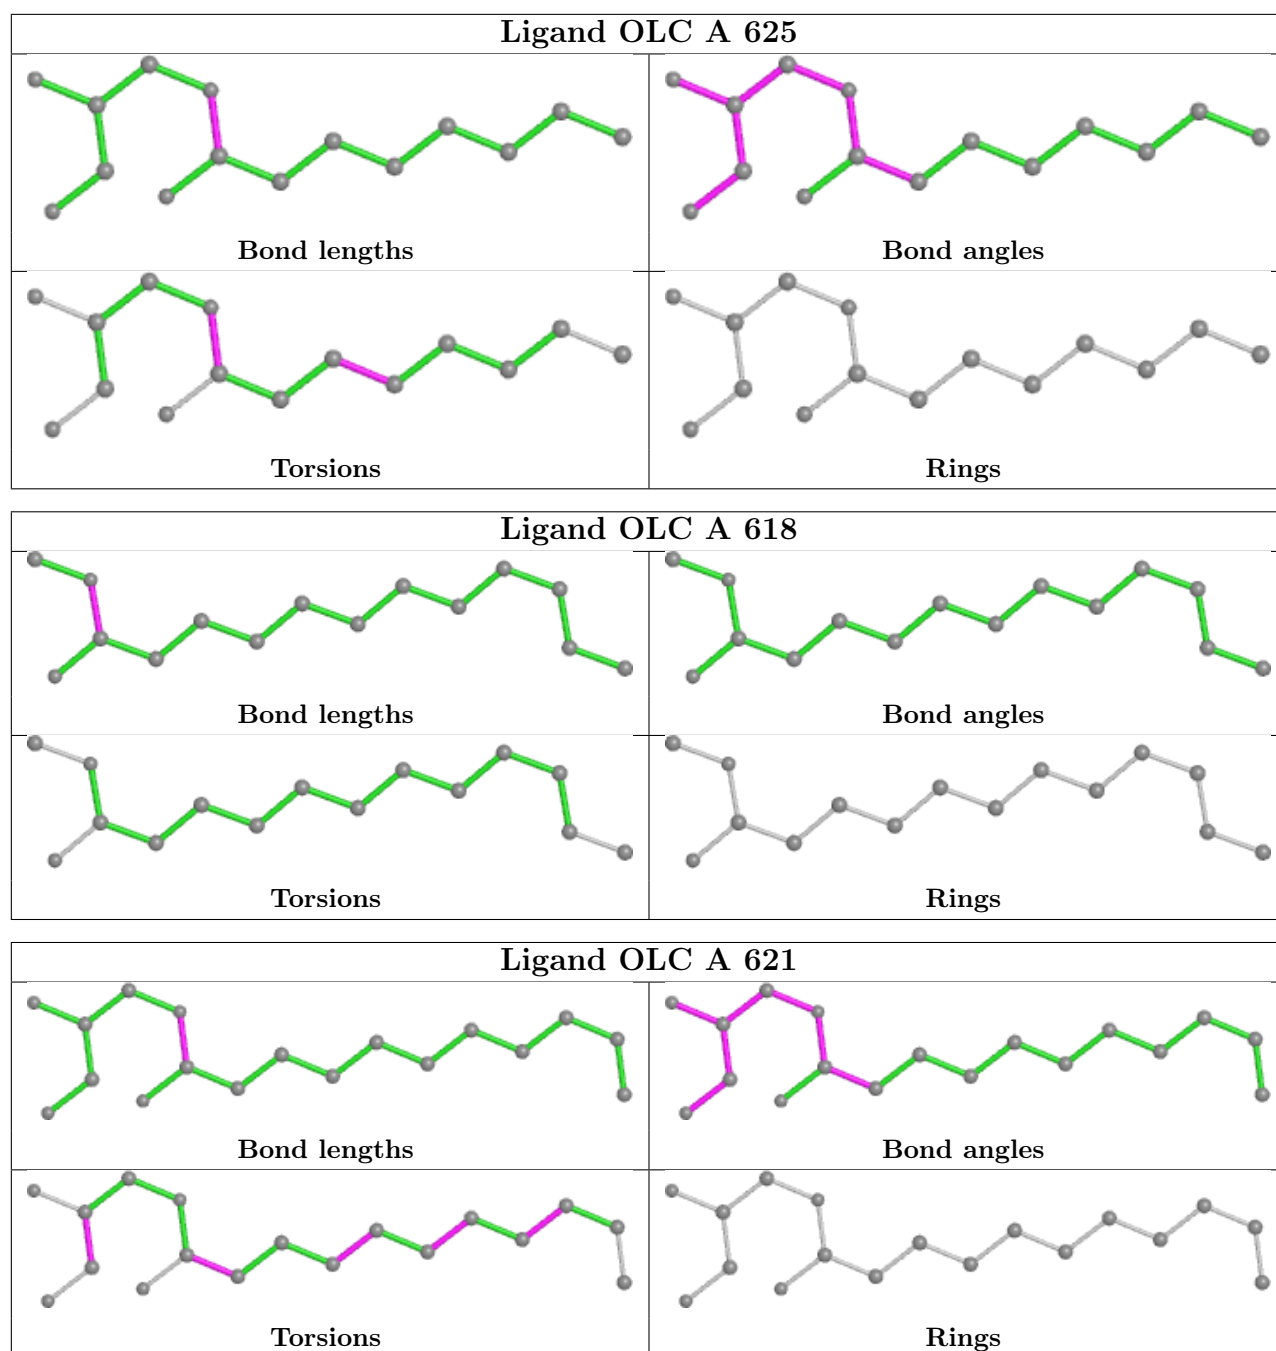 Ligand OLC A 625
Bond lengths
Bond angles
Torsions
Rings
Ligand OLC A 618
Bond lengths
Bond angles
Torsions
Rings
Ligand OLC A 621
Bond lengths
Bond angles
Torsions
Rings